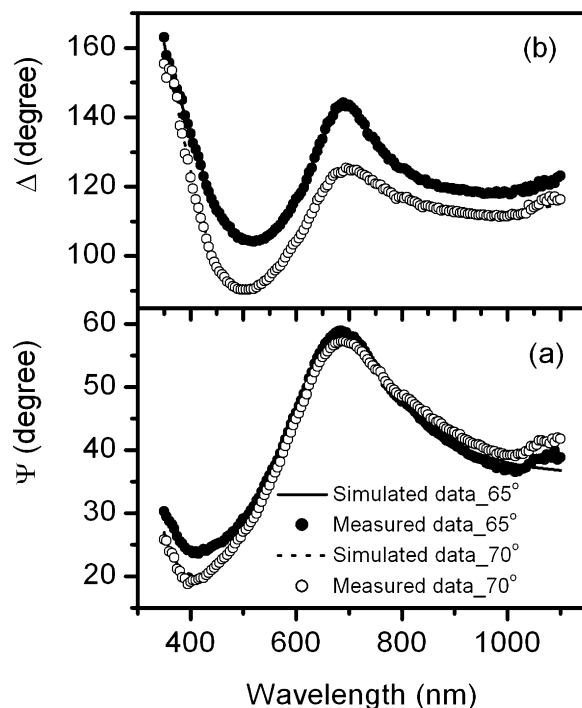 (b)
Δ (degree)
160
140
120
100
(a)
Ψ (degree)
60
50
40
30
20
Simulated data_65°
Measured data_65°
Simulated data_70°
Measured data_70°
400 600 800 1000
Wavelength (nm)